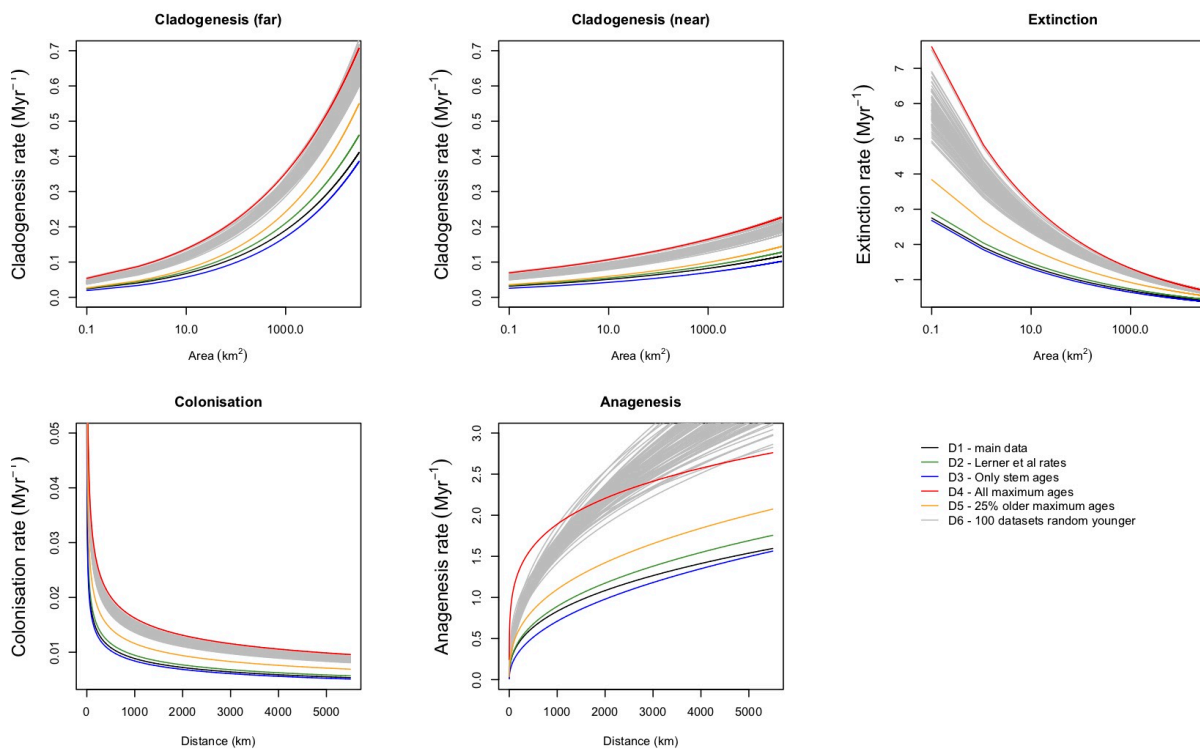 Cladogenesis (far)
Cladogenesis rate (Myr⁻¹)
0.7
0.6
0.5
0.4
0.3
0.2
0.1
0.0
0.1
10.0
1000.0
Area (km²)
Cladogenesis (near)
Cladogenesis rate (Myr⁻¹)
0.7
0.6
0.5
0.4
0.3
0.2
0.1
0.0
0.1
10.0
1000.0
Area (km²)
Extinction
Extinction rate (Myr⁻¹)
7
6
5
4
3
2
1
0.1
10.0
1000.0
Area (km²)
Colonisation
Colonisation rate (Myr⁻¹)
0.05
0.04
0.03
0.02
0.01
0
1000
2000
3000
4000
5000
Distance (km)
Anagenesis
Anagenesis rate (Myr⁻¹)
3.0
2.5
2.0
1.5
1.0
0.5
0.0
0
1000
2000
3000
4000
5000
Distance (km)
D1 - main data
D2 - Lerner et al rates
D3 - Only stem ages
D4 - All maximum ages
D5 - 25% older maximum ages
D6 - 100 datasets random younger